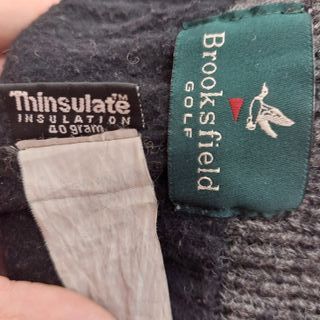 Thinsulate™
INSULATION
40 gram
Brooksfield
GOLF